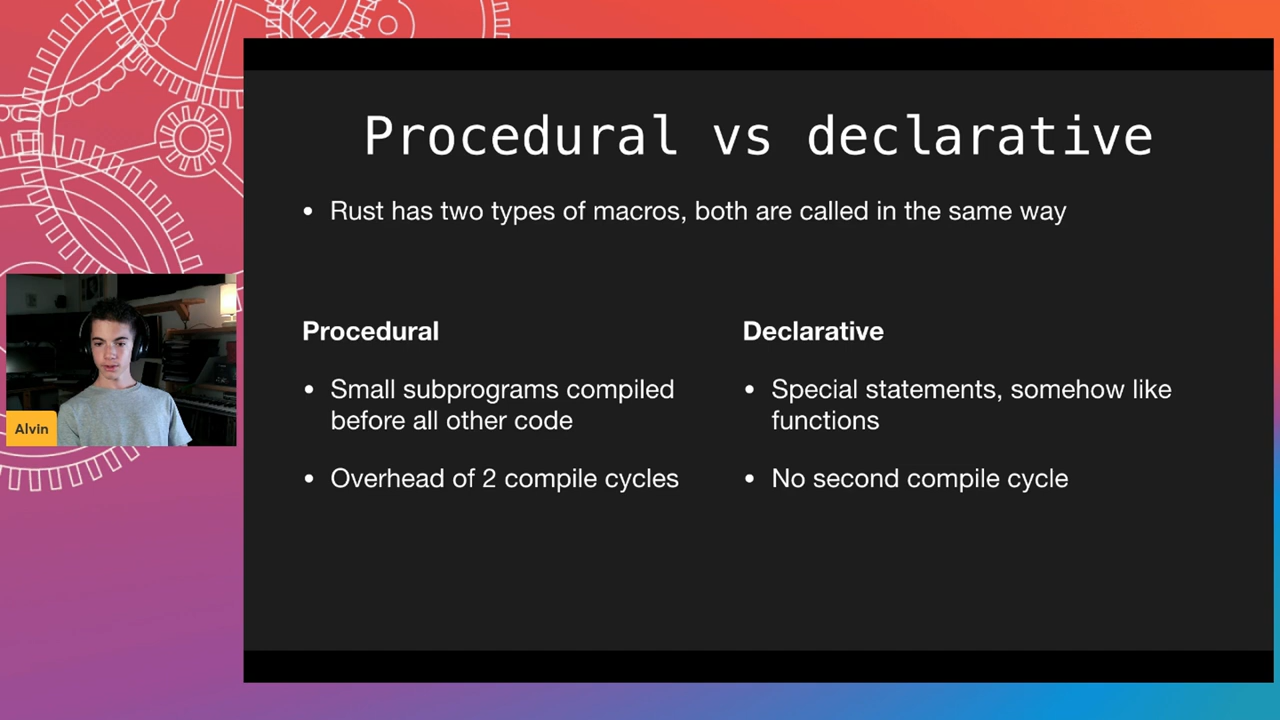 Procedural vs declarative
• Rust has two types of macros, both are called in the same way
Procedural
• Small subprograms compiled
before all other code
• Overhead of 2 compile cycles
Declarative
• Special statements, somehow like
functions
• No second compile cycle
Alvin